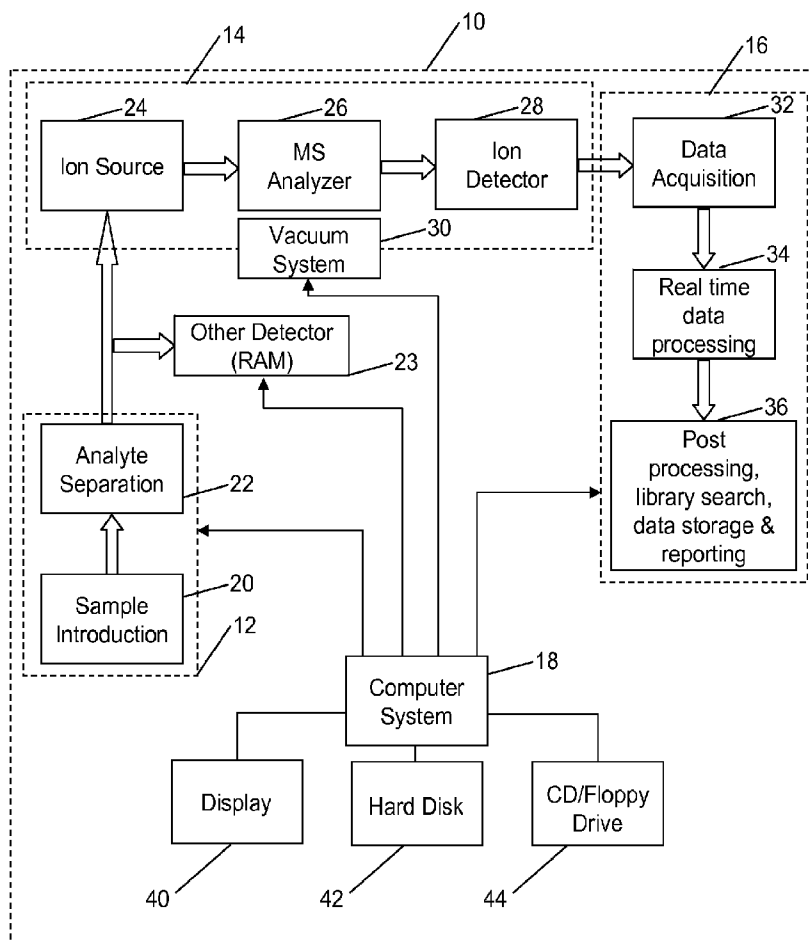 10
14
16
24
26
28
32
Ion Source
MS
Analyzer
Ion
Detector
Data
Acquisition
Vacuum
System
30
34
Real time
data
processing
Other Detector
(RAM)
23
36
Post
processing,
library search,
data storage &
reporting
Analyte
Separation
22
20
Sample
Introduction
12
18
Computer
System
Display
Hard Disk
CD/Floppy
Drive
40
42
44